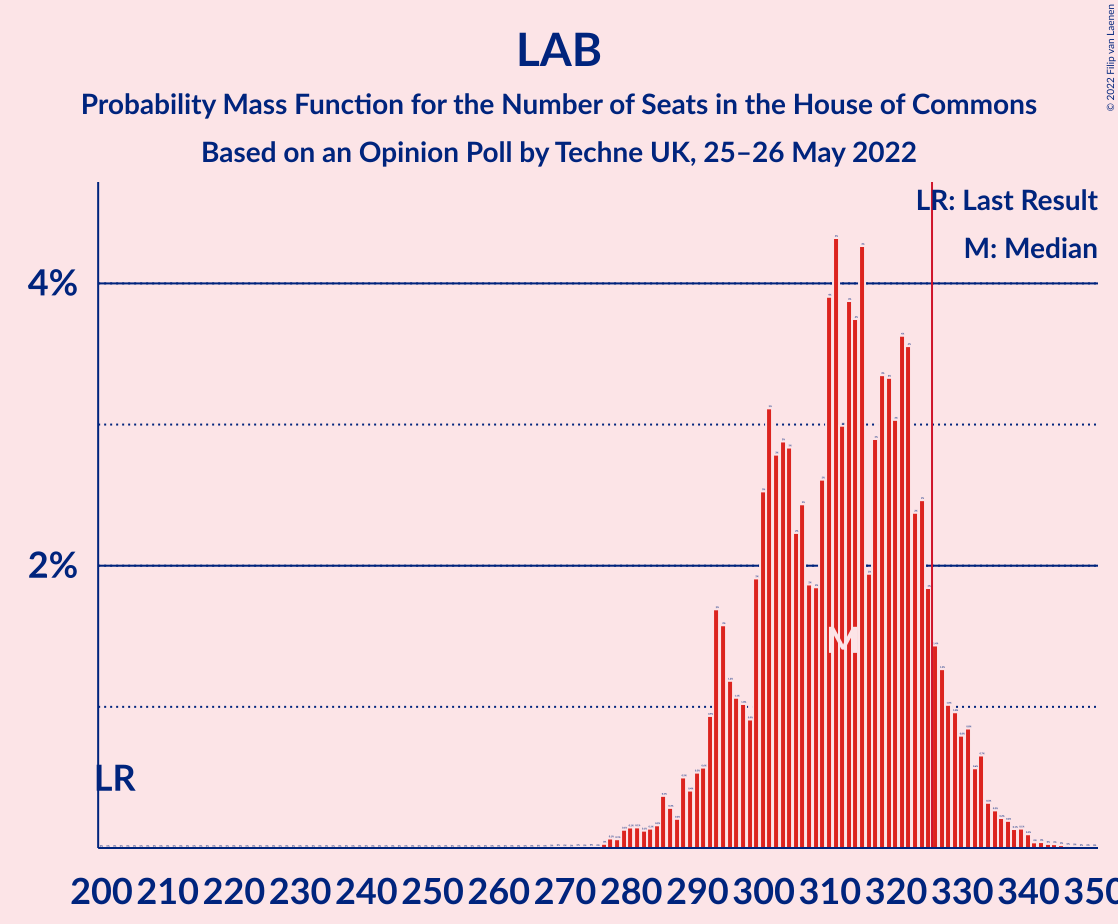 LAB
Probability Mass Function for the Number of Seats in the House of Commons
Based on an Opinion Poll by Techne UK, 25–26 May 2022
© 2022 Filip van Laenen
LR: Last Result
M: Median
4%
2%
M
LR
200 210 220 230 240 250 260 270 280 290 300 310 320 330 340 350